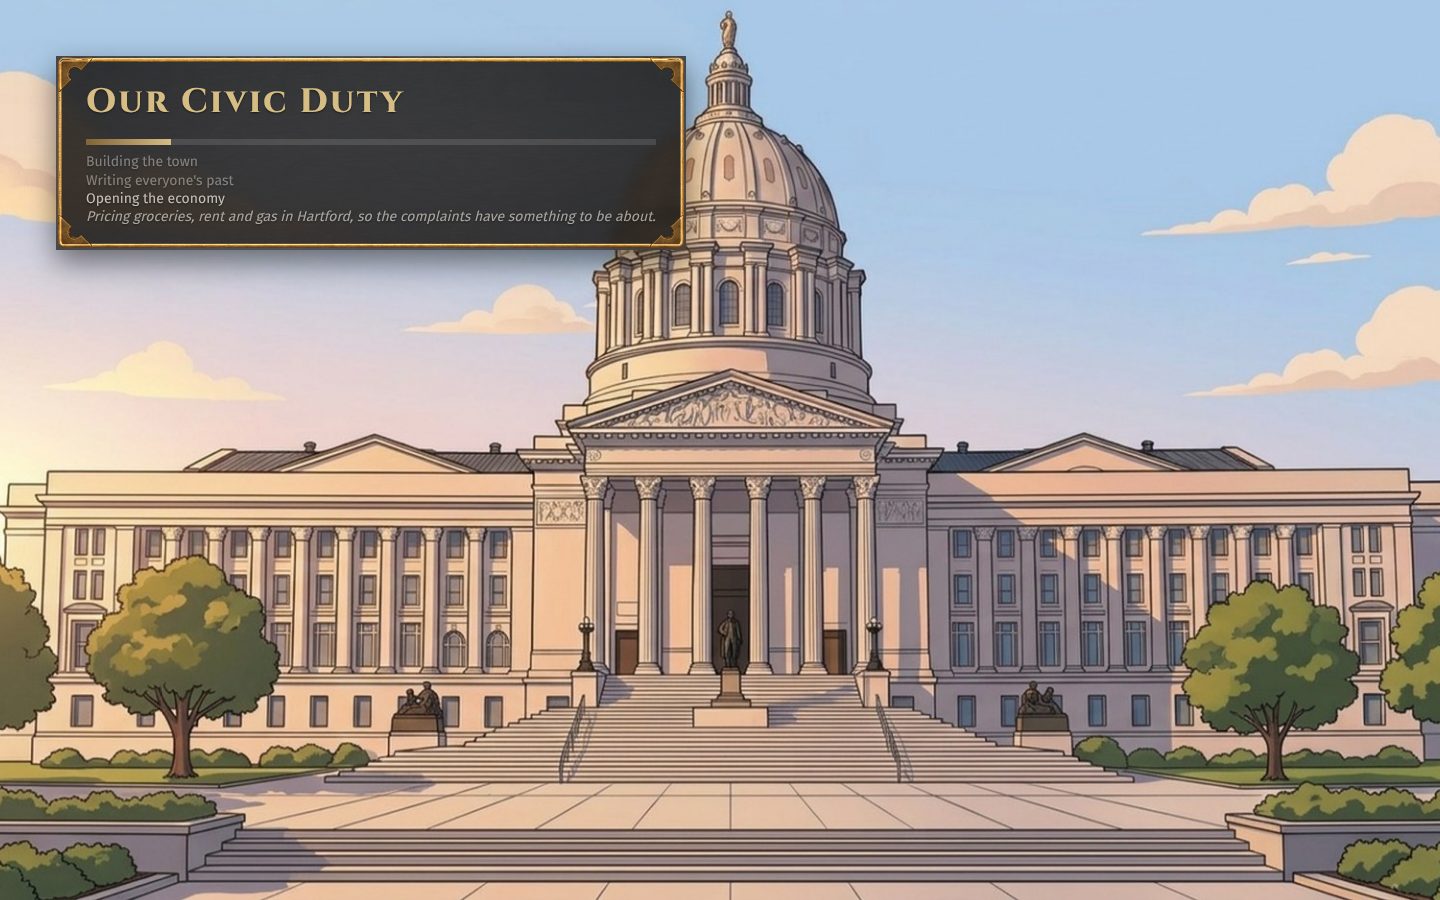 Our Civic Duty
Building the town
Writing everyone's past
Opening the economy
Pricing groceries, rent and gas in Hartford, so the complaints have something to be about.